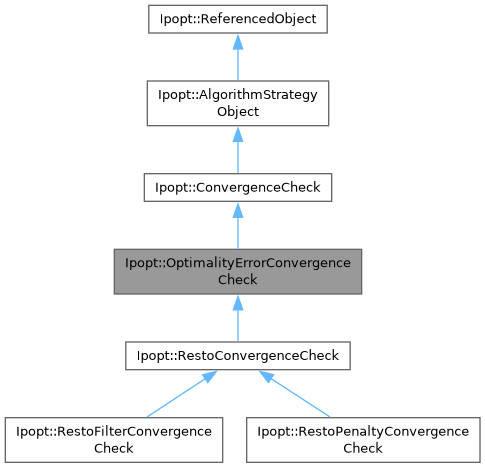 Ipopt::ReferencedObject
Ipopt::AlgorithmStrategy
Object
Ipopt::ConvergenceCheck
Ipopt::OptimalityErrorConvergence
Check
Ipopt::RestoConvergenceCheck
Ipopt::RestoFilterConvergence
Check
Ipopt::RestoPenaltyConvergence
Check